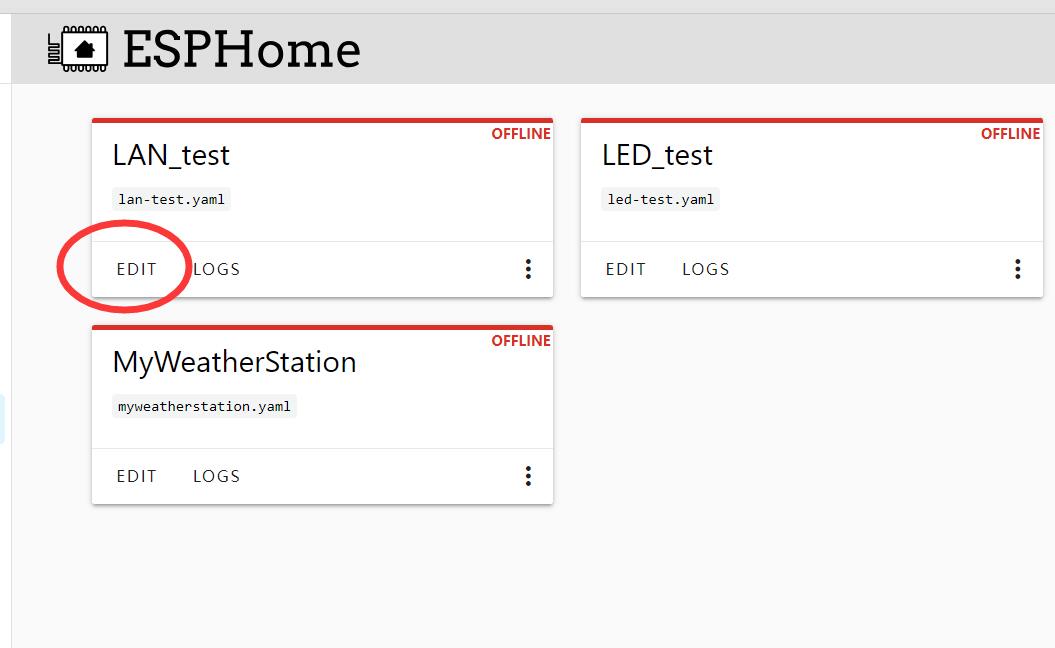 ESPHome
OFFLINE
LAN_test
lan-test.yaml
EDIT LOGS
OFFLINE
LED_test
led-test.yaml
EDIT LOGS
OFFLINE
MyWeatherStation
myweatherstation.yaml
EDIT LOGS